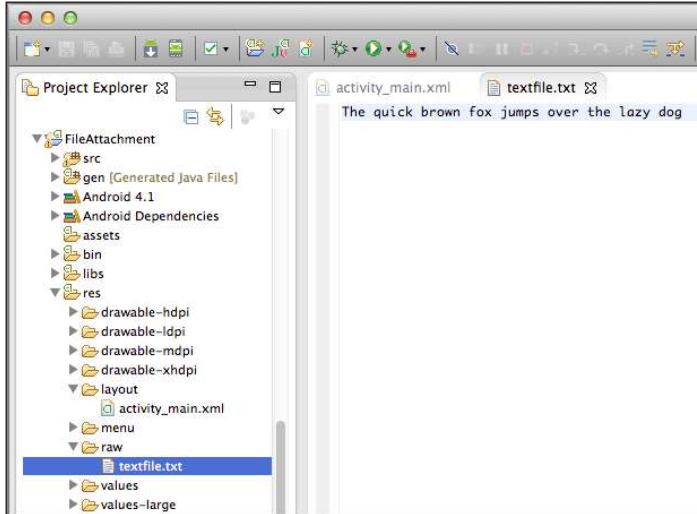 Project Explorer
activity_main.xml
textfile.txt
The quick brown fox jumps over the lazy dog
FileAttachment
src
gen [Generated Java Files]
Android 4.1
Android Dependencies
assets
bin
libs
res
drawable-hdpi
drawable-ldpi
drawable-mdpi
drawable-xhdpi
layout
activity_main.xml
menu
raw
textfile.txt
values
values-large